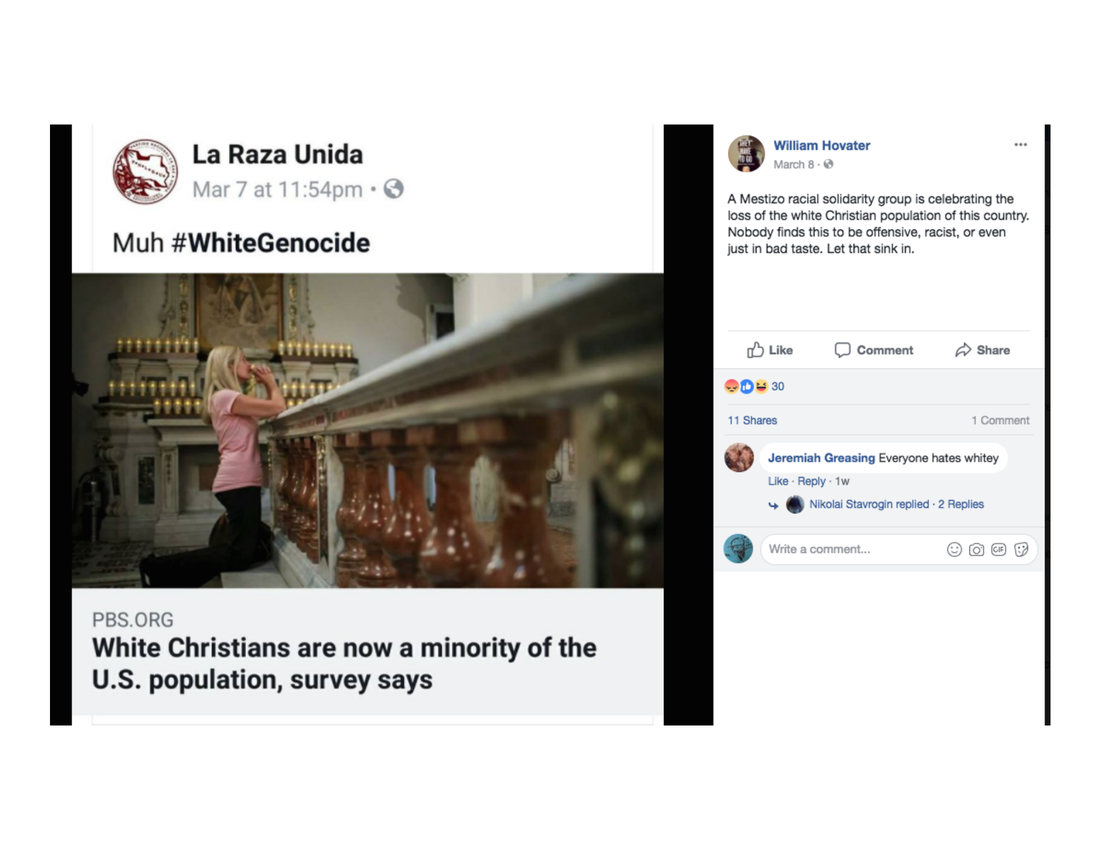 La Raza Unida
Mar 7 at 11:54pm •
Muh #WhiteGenocide
PBS.ORG
White Christians are now a minority of the
U.S. population, survey says
William Hovater
March 8 ·
A Mestizo racial solidarity group is celebrating the
loss of the white Christian population of this country.
Nobody finds this to be offensive, racist, or even
just in bad taste. Let that sink in.
Like Comment Share
30
11 Shares 1 Comment
Jeremiah Greasing Everyone hates whitey
Like · Reply · 1w
Nikolai Stavrogin replied · 2 Replies
Write a comment...
GIF